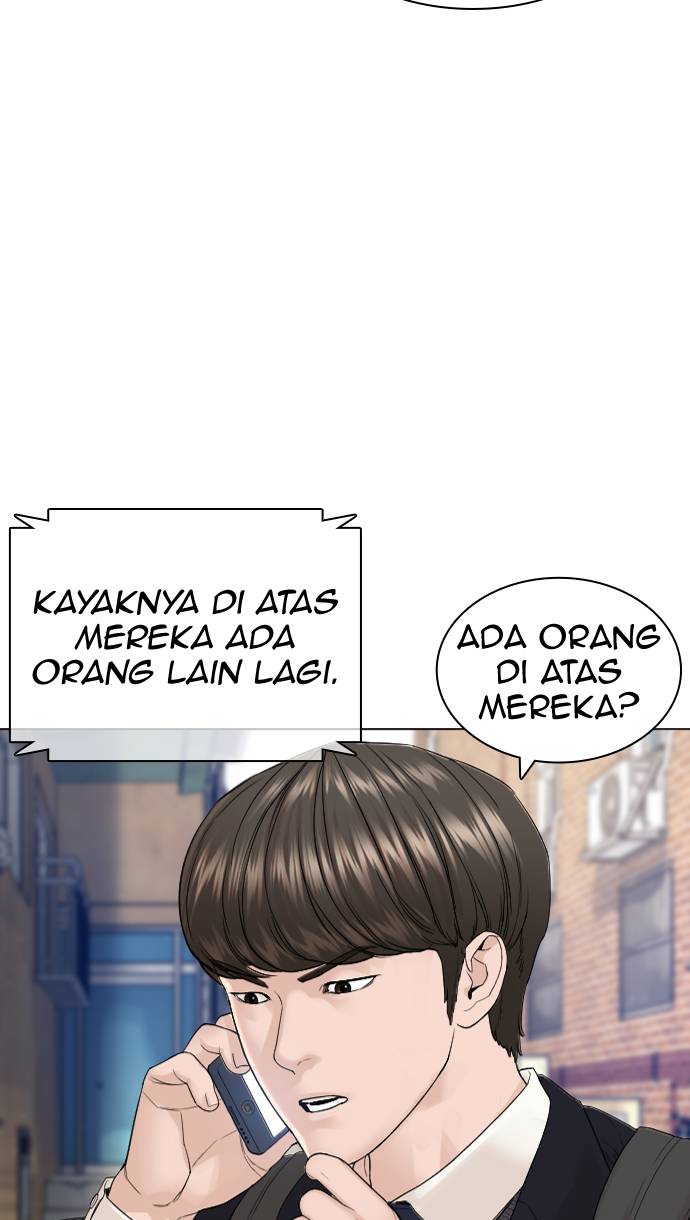 KAYAKNYA DI ATAS
MEREKA ADA
ORANG LAIN LAGI.
ADA ORANG
DI ATAS
MEREKA?